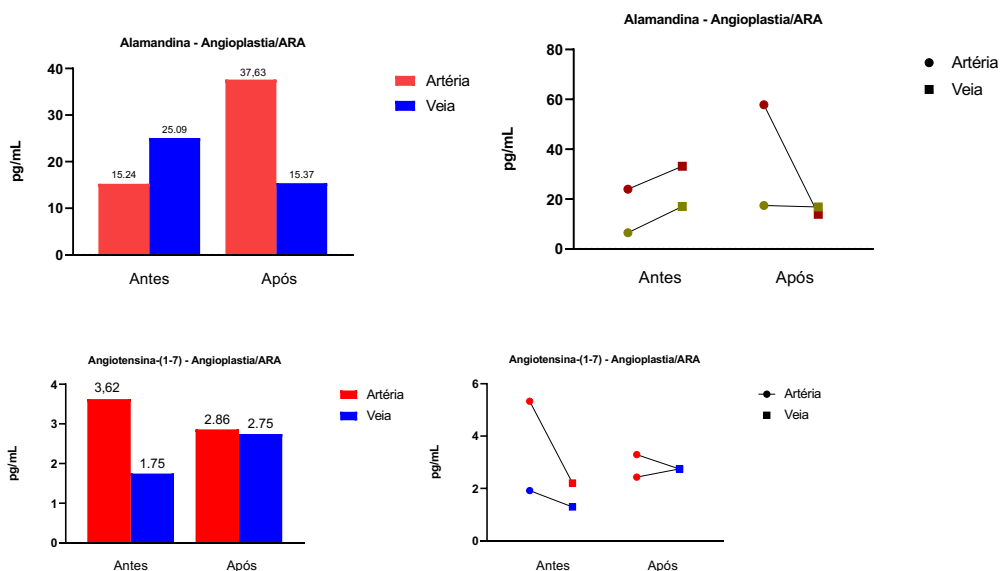 Alamandina - Angioplastia/ARA
pg/mL
40
30
20
10
0
15.24
25.09
37,63
15.37
Antes
Após
Artéria
Veia
Alamandina - Angioplastia/ARA
pg/mL
80
60
40
20
0
Antes
Após
Artéria
Veia
Angiotensina-(1-7) - Angioplastia/ARA
pg/mL
4
3
2
1
0
3,62
1.75
2.86
2.75
Antes
Após
Artéria
Veia
Angiotensina-(1-7) - Angioplastia/ARA
pg/mL
6
4
2
0
Antes
Após
Artéria
Veia